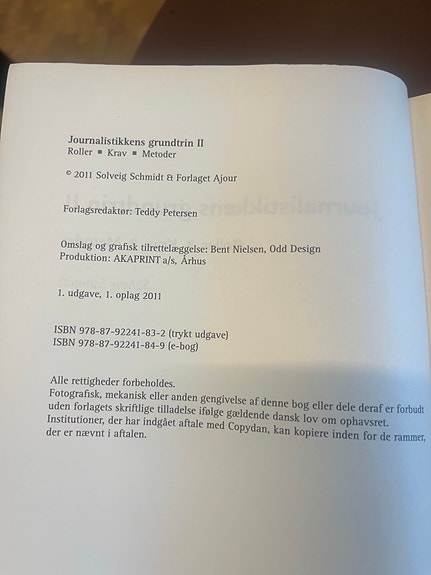 Journalistikkens grundtrin II
Roller ▪ Krav ▪ Metoder
© 2011 Solveig Schmidt & Forlaget Ajour
Forlagsredaktør: Teddy Petersen
Omslag og grafisk tilrettelæggelse: Bent Nielsen, Odd Design
Produktion: AKAPRINT a/s, Århus
1. udgave, 1. oplag 2011
ISBN 978-87-92241-83-2 (trykt udgave)
ISBN 978-87-92241-84-9 (e-bog)
Alle rettigheder forbeholdes.
Fotografisk, mekanisk eller anden gengivelse af denne bog eller dele deraf er forbudt
uden forlagets skriftlige tilladelse ifølge gældende dansk lov om ophavsret.
Institutioner, der har indgået aftale med Copydan, kan kopiere inden for de rammer,
der er nævnt i aftalen.